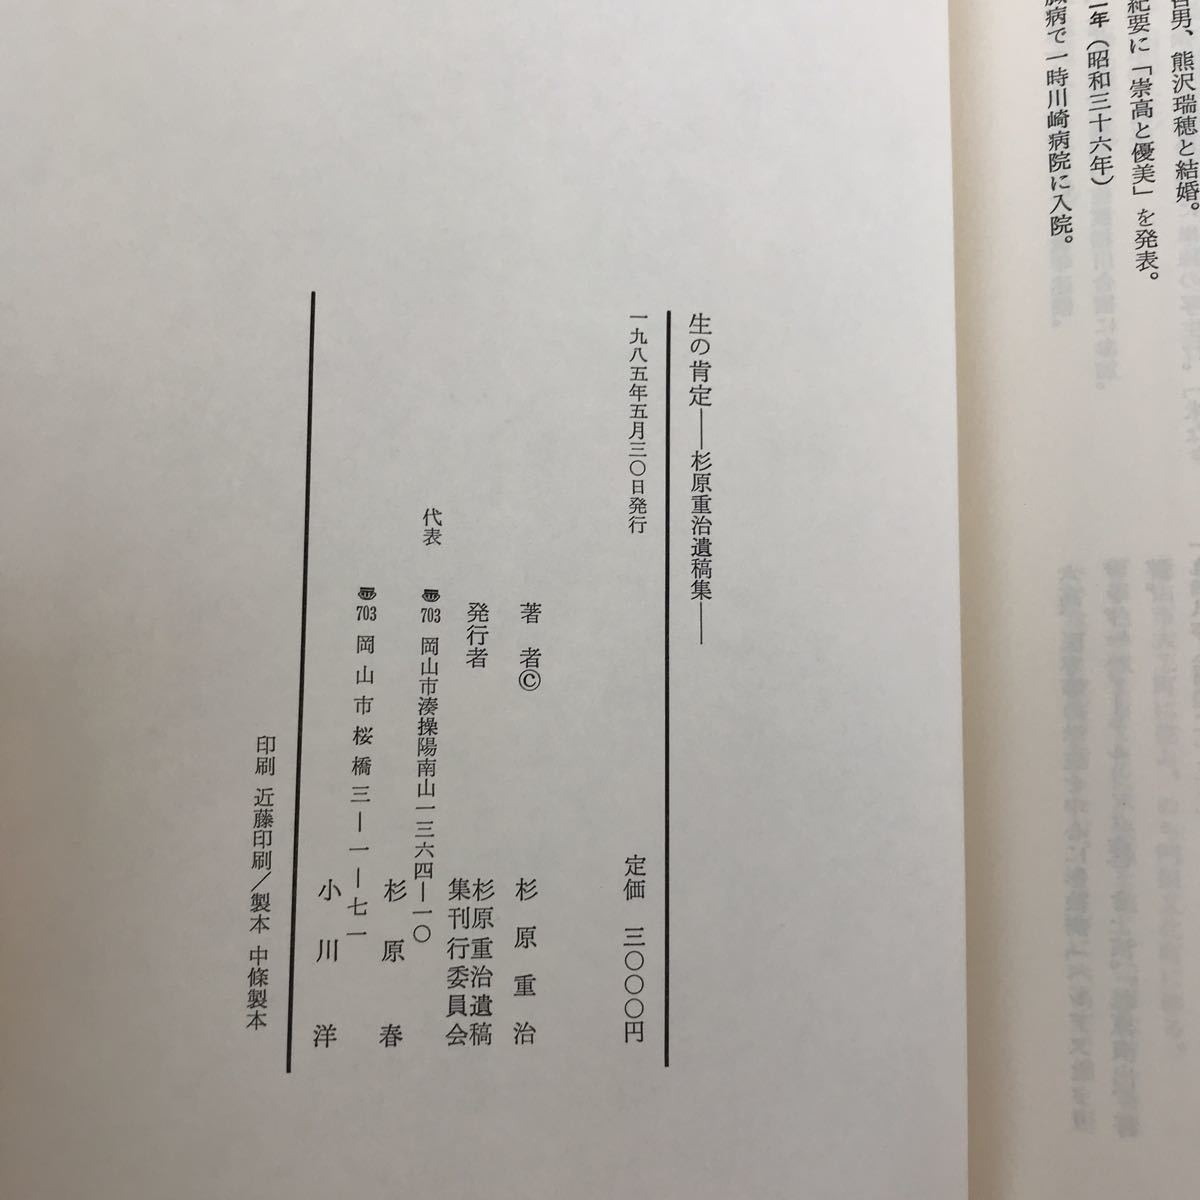 男、熊沢瑞穂と結婚。
紀要に「崇高と優美」を発表。
一年(昭和三十六年)
臓病で一時川崎病院に入院。
生の肯定――杉原重治遺稿集――
一九八五年五月三〇日発行
定価 三〇〇〇円
著者© 杉原重治
発行者 杉原重治遺稿
集刊行委員会
代表 〠703 岡山市湊操陽南山一三六四―一〇
杉原春
〠703 岡山市桜橋三―一―七一
小川洋
印刷 近藤印刷/製本 中條製本